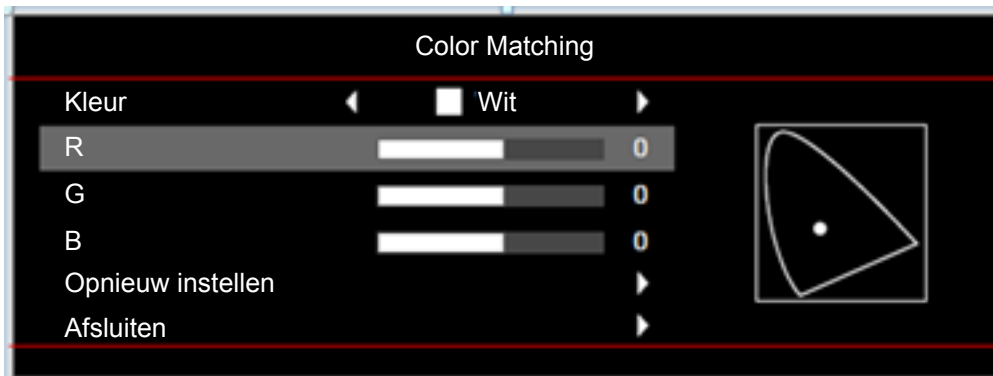 Color Matching
Kleur Wit
R 0
G 0
B 0
Opnieuw instellen
Afsluiten